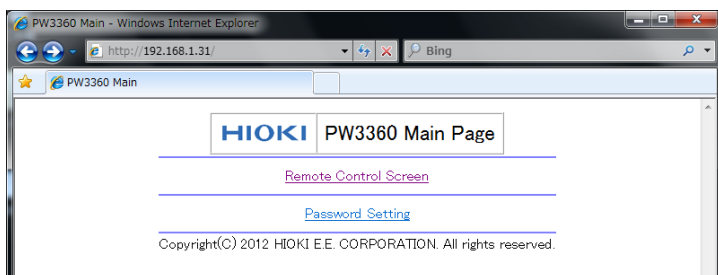 PW3360 Main - Windows Internet Explorer
http://192.168.1.31/
Bing
PW3360 Main
HIOKI PW3360 Main Page
Remote Control Screen
Password Setting
Copyright(C) 2012 HIOKI E.E. CORPORATION. All rights reserved.